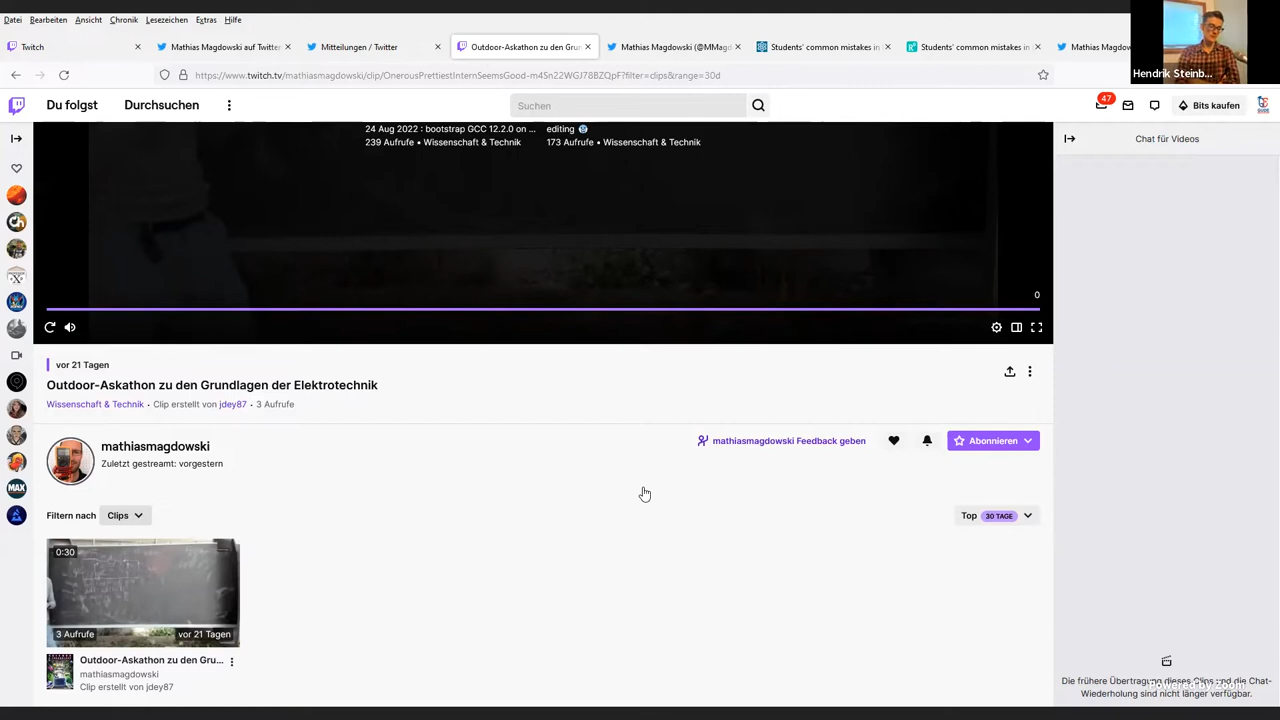 Datei Bearbeiten Ansicht Chronik Lesezeichen Extras Hilfe
Twitch
Mathias Magdowski auf Twitte
Mitteilungen / Twitter
Outdoor-Askathon zu den Grun
Mathias Magdowski (@MMagd
Students' common mistakes in
Students' common mistakes in
Mathias Magdow
Hendrik Steinb...
https://www.twitch.tv/mathiasmagdowski/clip/OnerousPrettiestInternSeeingGood-m4Sn22WGJ78BZQpF?filter=clips&range=30d
Du folgst
Durchsuchen
Suchen
47
Bits kaufen
24 Aug 2022 : bootstrap GCC 12.2.0 on ...
editing
239 Aufrufe • Wissenschaft & Technik
173 Aufrufe • Wissenschaft & Technik
Chat für Videos
0
vor 21 Tagen
Outdoor-Askathon zu den Grundlagen der Elektrotechnik
Wissenschaft & Technik • Clip erstellt von jdey87 • 3 Aufrufe
mathiasmagdowski
Zuletzt gestreamt: vorgestern
mathiasmagdowski Feedback geben
Abonnieren
MAX
Filtern nach
Clips
Top 30 TAGE
0:30
3 Aufrufe
vor 21 Tagen
Outdoor-Askathon zu den Gru...
mathiasmagdowski
Clip erstellt von jdey87
Die frühere Übertragung dieses Clips und die Chat-
Wiederholung sind nicht länger verfügbar.
Powered by Zoom